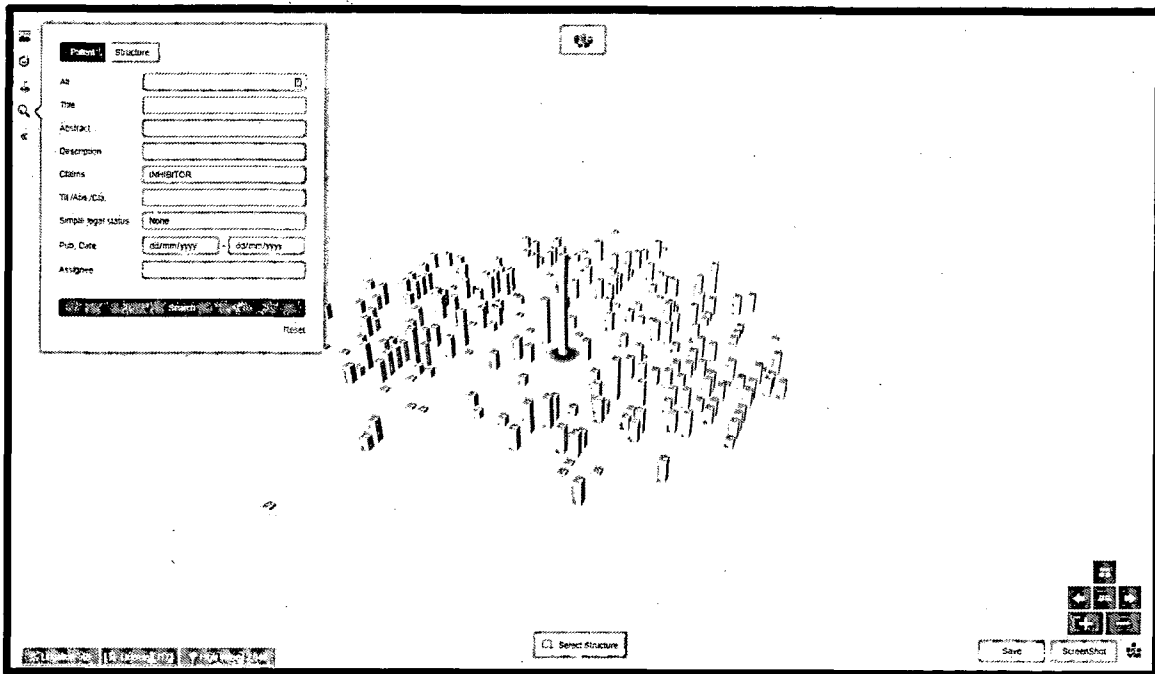 Patent Structure
All
Title
Abstract
Description
Claims INHIBITOR
Tit./Abs./Cla.
Simple legal status None
Pub. Date dd/mm/yyyy - dd/mm/yyyy
Assignee
Search
Reset
Select Structure
Save ScreenShot